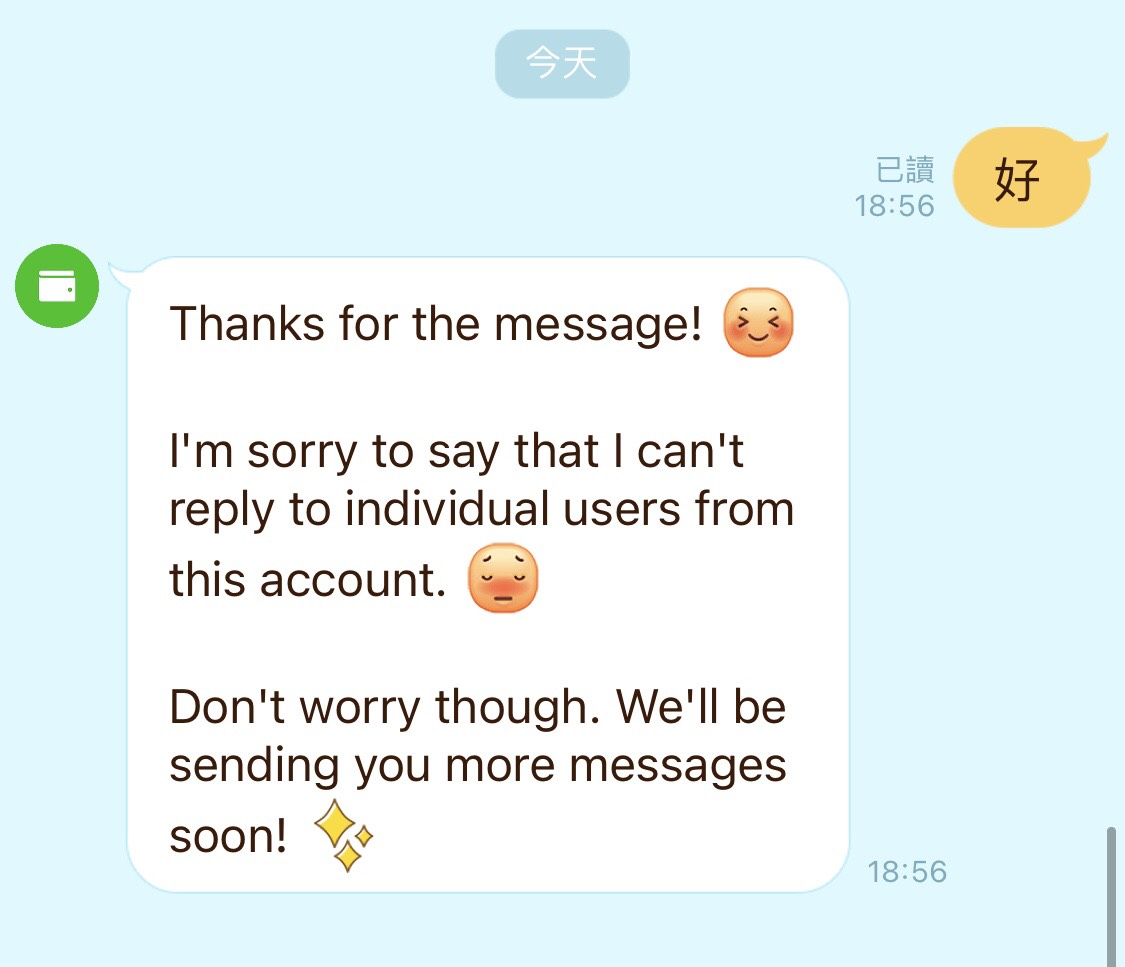 今天
好
已讀
18:56
Thanks for the message!
I'm sorry to say that I can't
reply to individual users from
this account.
Don't worry though. We'll be
sending you more messages
soon!
18:56